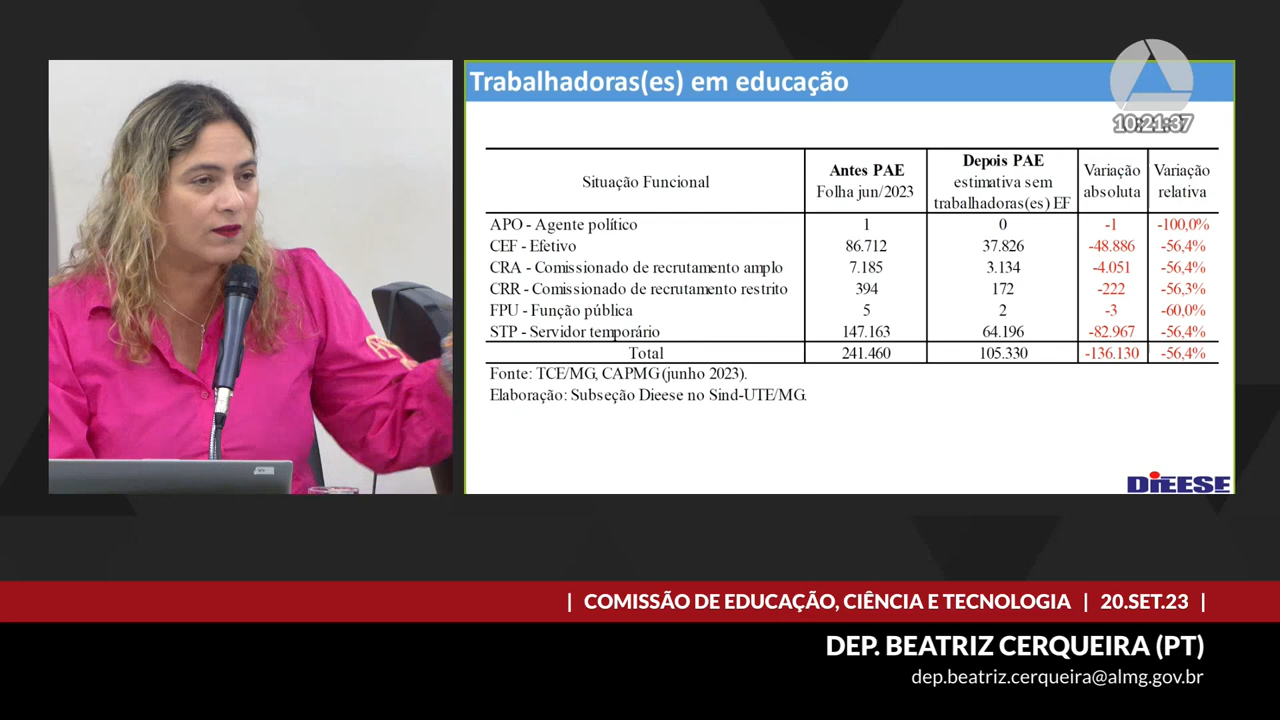 Trabalhadoras(es) em educação
10:21:37
Situação Funcional
Antes PAE
Folha jun/2023
Depois PAE
estimativa sem
trabalhadoras(es) EF
Variação
absoluta
Variação
relativa
APO - Agente político 1 0 -1 -100,0%
CEF - Efetivo 86.712 37.826 -48.886 -56,4%
CRA - Comissionado de recrutamento amplo 7.185 3.134 -4.051 -56,4%
CRR - Comissionado de recrutamento restrito 394 172 -222 -56,3%
FPU - Função pública 5 2 -3 -60,0%
STP - Servidor temporário 147.163 64.196 -82.967 -56,4%
Total 241.460 105.330 -136.130 -56,4%
Fonte: TCE/MG, CAPMG (junho 2023).
Elaboração: Subseção Dieese no Sind-UTE/MG.
DIEESE
| COMISSÃO DE EDUCAÇÃO, CIÊNCIA E TECNOLOGIA | 20.SET.23 |
DEP. BEATRIZ CERQUEIRA (PT)
dep.beatriz.cerqueira@almg.gov.br